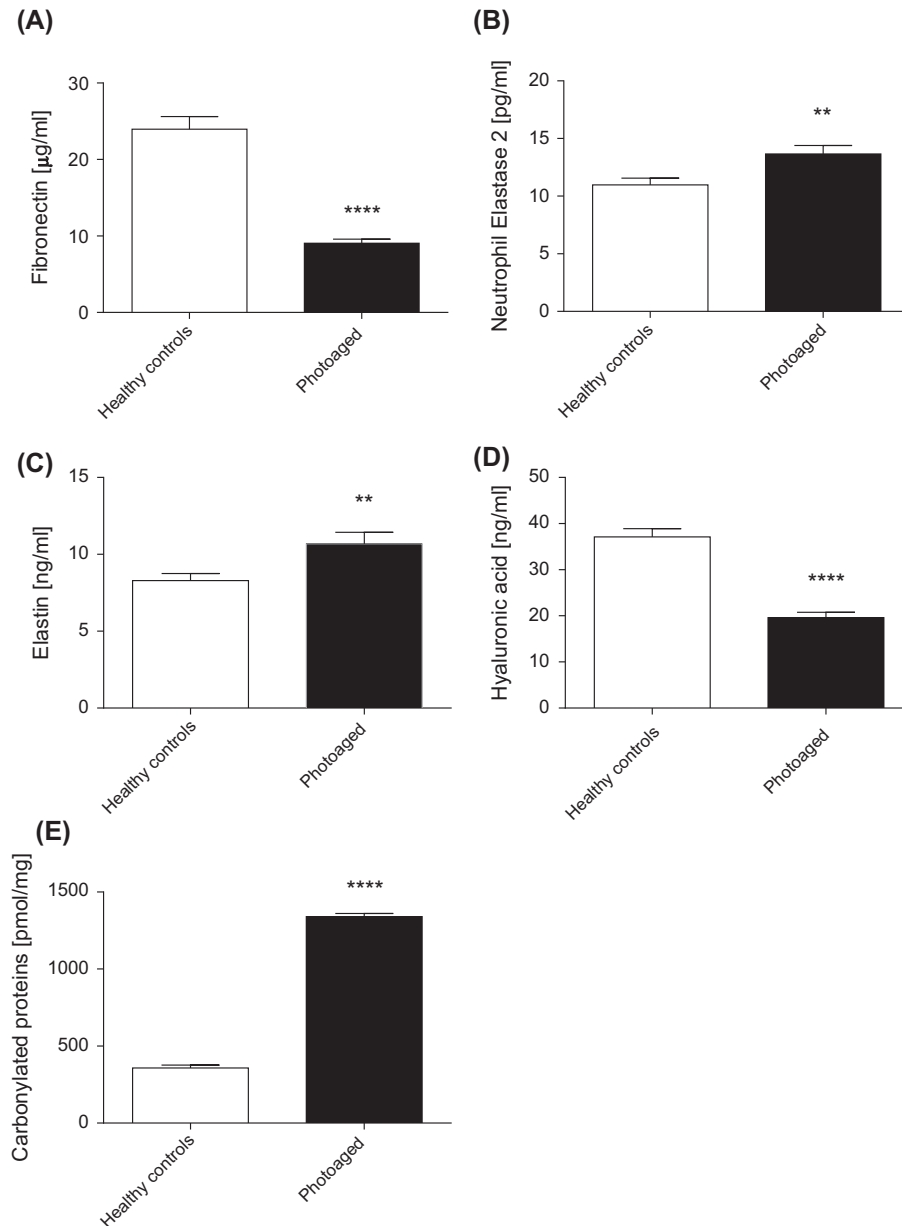 (A)
Fibronectin [μg/ml]
30
20
10
0
****
Healthy controls
Photoaged
(B)
Neutrophil Elastase 2 [pg/ml]
20
15
10
5
0
**
Healthy controls
Photoaged
(C)
Elastin [ng/ml]
15
10
5
0
**
Healthy controls
Photoaged
(D)
Hyaluronic acid [ng/ml]
50
40
30
20
10
0
****
Healthy controls
Photoaged
(E)
Carbonylated proteins [pmol/mg]
1500
1000
500
0
****
Healthy controls
Photoaged